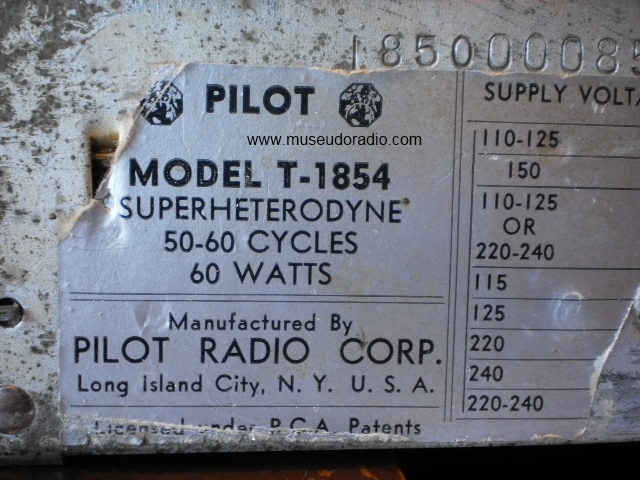 185000085
PILOT
www.museudoradio.com
MODEL T-1854
SUPERHETERODYNE
50-60 CYCLES
60 WATTS
Manufactured By
PILOT RADIO CORP.
Long Island City, N. Y. U. S. A.
Licensed under R.C.A. Patents
SUPPLY VOLTA
110-125
150
110-125
OR
220-240
115
125
220
240
220-240